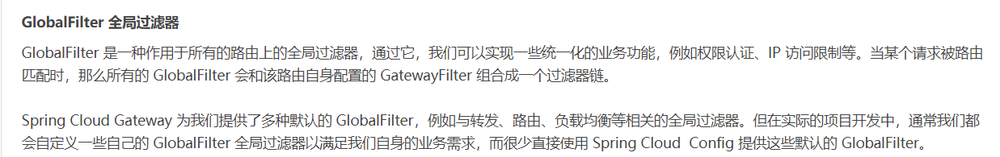 GlobalFilter 全局过滤器
GlobalFilter 是一种作用于所有的路由上的全局过滤器，通过它，我们可以实现一些统一化的业务功能，例如权限认证、IP 访问限制等。当某个请求被路由
匹配时，那么所有的 GlobalFilter 会和该路由自身配置的 GatewayFilter 组合成一个过滤器链。
Spring Cloud Gateway 为我们提供了多种默认的 GlobalFilter，例如与转发、路由、负载均衡等相关的全局过滤器。但在实际的项目开发中，通常我们都
会自定义一些自己的 GlobalFilter 全局过滤器以满足我们自身的业务需求，而很少直接使用 Spring Cloud  Config 提供这些默认的 GlobalFilter。